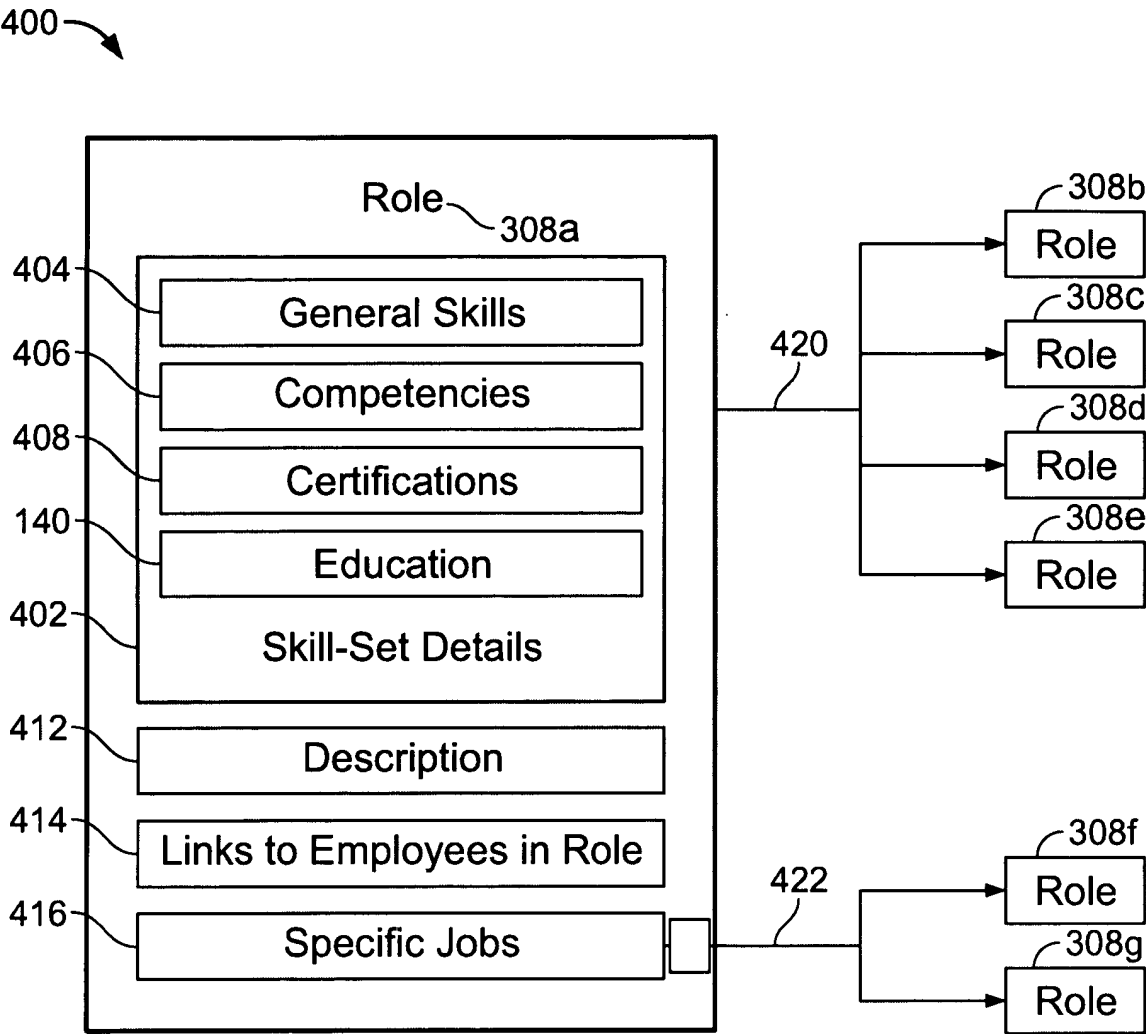 400
Role
308a
404
General Skills
406
Competencies
408
Certifications
140
Education
402
Skill-Set Details
412
Description
414
Links to Employees in Role
416
Specific Jobs
420
308b
Role
308c
Role
308d
Role
308e
Role
422
308f
Role
308g
Role